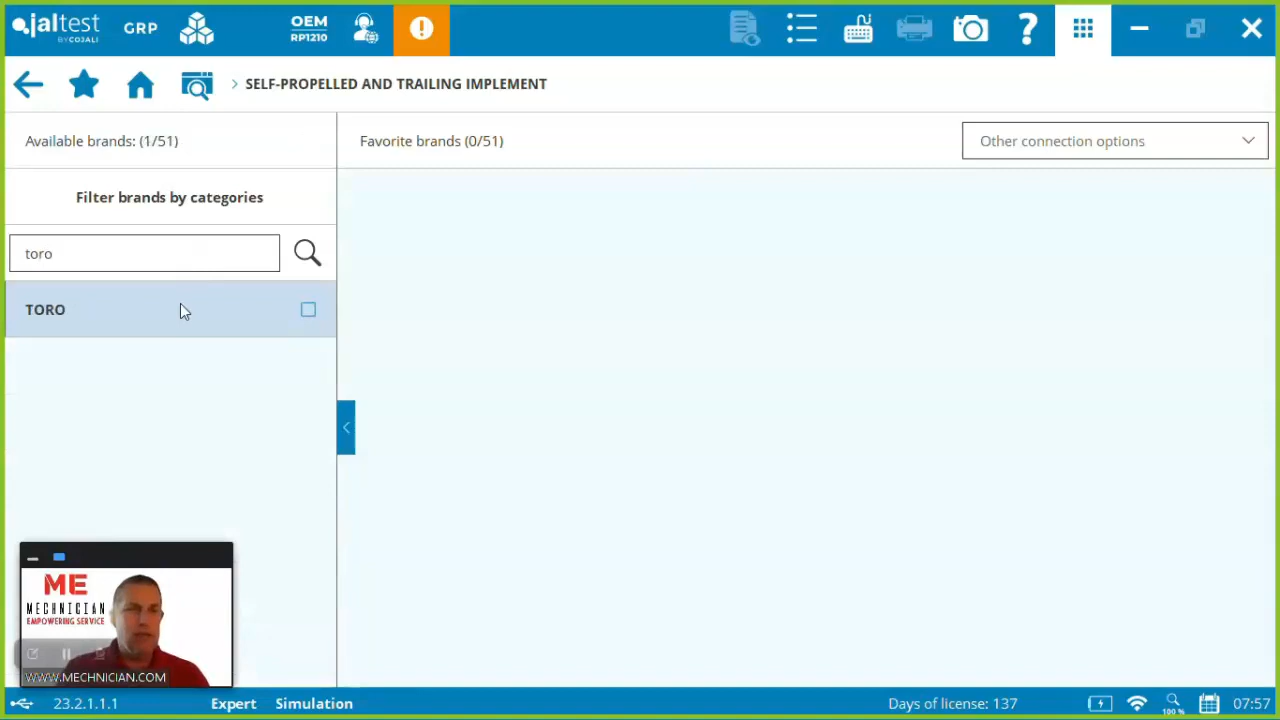 jaltest
BY COJALI
GRP
OEM
RP1210
SELF-PROPELLED AND TRAILING IMPLEMENT
Available brands: (1/51)
Favorite brands (0/51)
Other connection options
Filter brands by categories
toro
TORO
ME
MECHNICIAN
EMPOWERING SERVICE
WWW.MECHNICIAN.COM
23.2.1.1.1
Expert
Simulation
Days of license: 137
100 %
07:57